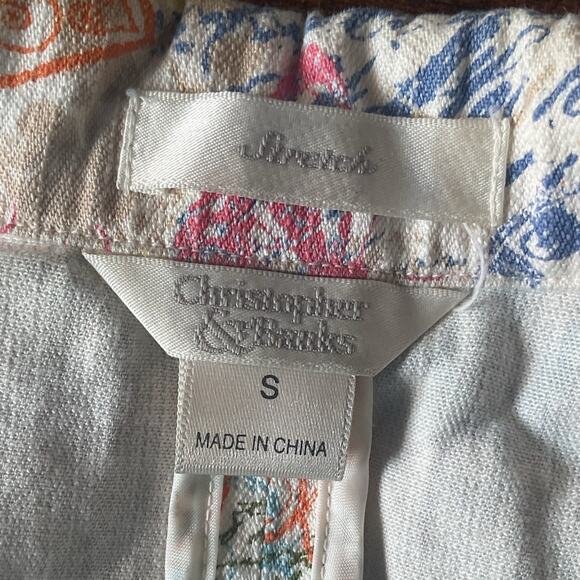 Stretch
Christopher
& Banks
S
MADE IN CHINA